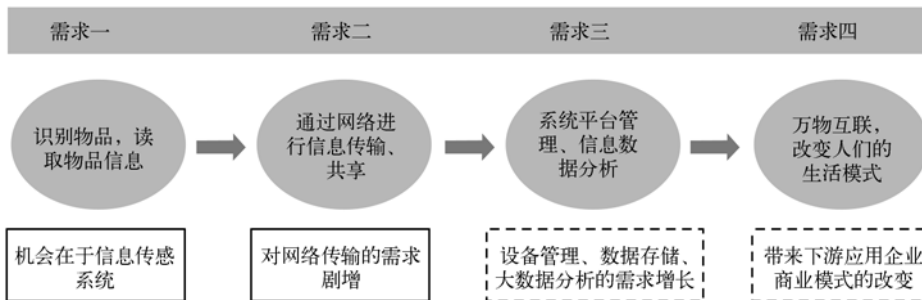 需求一
需求二
需求三
需求四
识别物品，读
取物品信息
通过网络进
行信息传输、
共享
系统平台管
理、信息数
据分析
万物互联，
改变人们的
生活模式
机会在于信息传感
系统
对网络传输的需求
剧增
设备管理、数据存储、
大数据分析的需求增长
带来下游应用企业
商业模式的改变